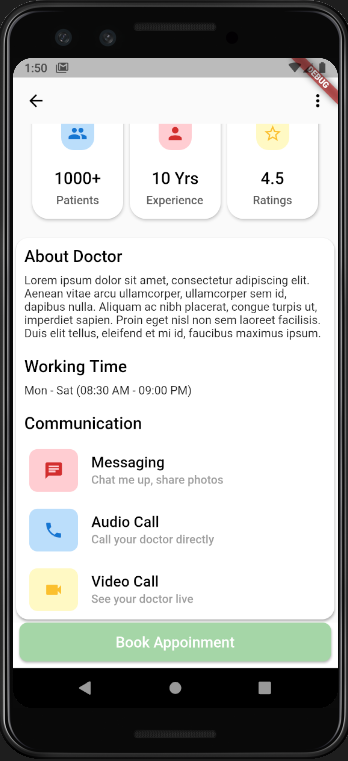 1:50
DEBUG
1000+
Patients
10 Yrs
Experience
4.5
Ratings
About Doctor
Lorem ipsum dolor sit amet, consectetur adipiscing elit.
Aenean vitae arcu ullamcorper, ullamcorper sem id,
dapibus nulla. Aliquam ac nibh placerat, congue turpis ut,
imperdiet sapien. Proin eget nisl non sem laoreet facilisis.
Duis elit tellus, eleifend et mi id, faucibus maximus ipsum.
Working Time
Mon - Sat (08:30 AM - 09:00 PM)
Communication
Messaging
Chat me up, share photos
Audio Call
Call your doctor directly
Video Call
See your doctor live
Book Appoinment